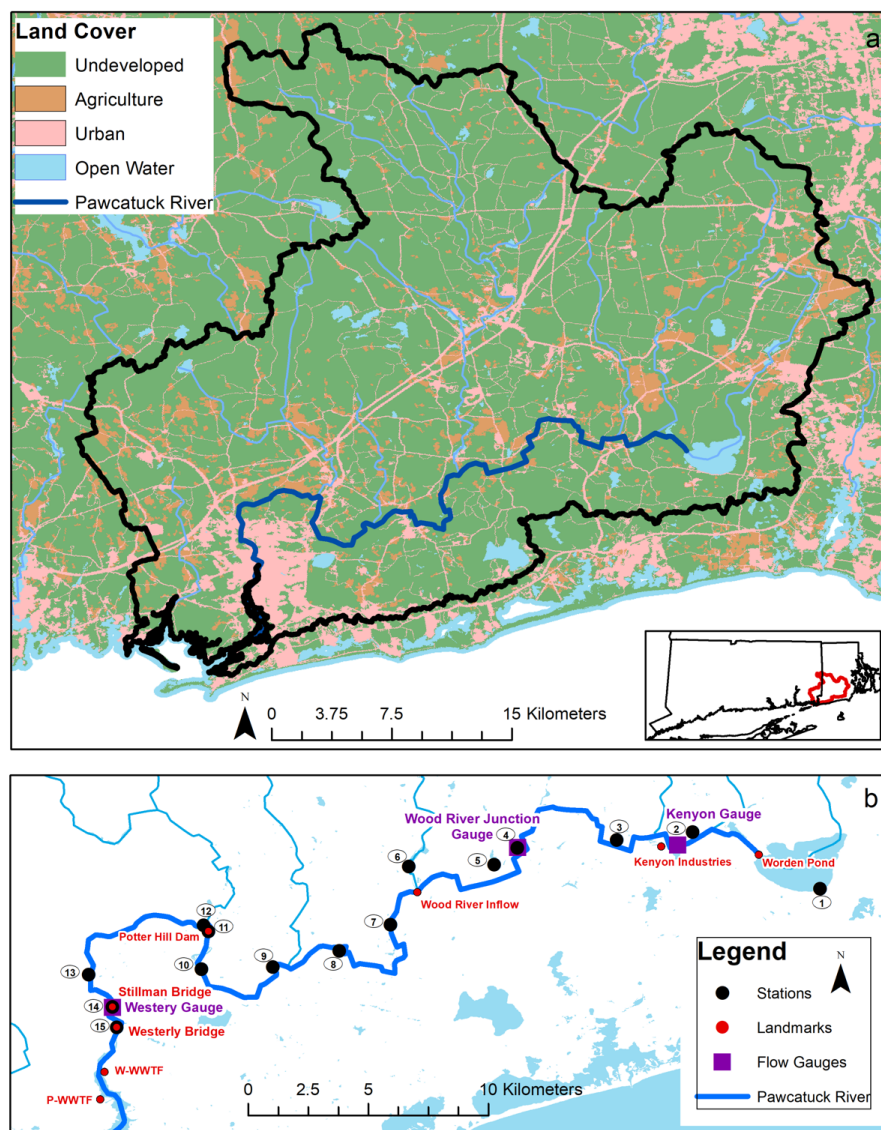 a
Land Cover
Undeveloped
Agriculture
Urban
Open Water
Pawcatuck River
N
0 3.75 7.5 15 Kilometers
b
Wood River Junction
Gauge
4
3
Kenyon Gauge
2
Kenyon Industries
Worden Pond
1
6
5
Wood River Inflow
12
11
Potter Hill Dam
7
8
9
10
13
Stillman Bridge
14
Westery Gauge
15
Westerly Bridge
W-WWTF
P-WWTF
0 2.5 5 10 Kilometers
Legend
N
Stations
Landmarks
Flow Gauges
Pawcatuck River